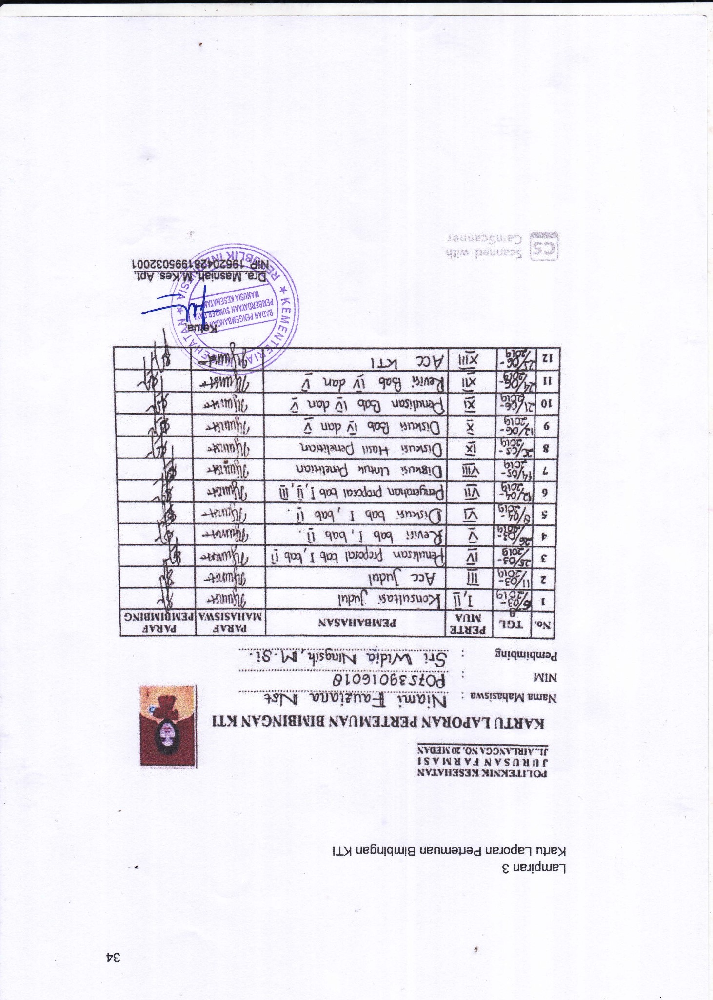 34
Lampiran 3
Kartu Laporan Pertemuan Bimbingan KTI
POLITEKNIK KESEHATAN
JURUSAN FARMASI
JL. AIRLANGGA NO. 20 MEDAN
KARTU LAPORAN PERTEMUAN BIMBINGAN KTI
Nama Mahasiswa : Niami Fauziana Nst
NIM : P07539016018
Pembimbing : Sri Widia Ningsih, M.Si.
No. TGL PERTEMUA PEMBAHASAN PARAF MAHASISWA PARAF PEMBIMBING
1 03-2019 I, II Konsultasi Judul
2 11/03-2019 III Acc Judul
3 25/03-2019 IV Penulisan proposal bab I, bab II
4 26/03-2019 V Revisi bab I, bab II.
5 8/04-2019 VI Diskusi bab I, bab II.
6 12/04-2019 VII Penyerahan proposal bab I, II, III
7 14/05-2019 VIII Diskusi Untuk Penelitian
8 20/05-2019 IX Diskusi Hasil Penelitian
9 12/06-2019 X Diskusi Bab IV dan V
10 21/06-2019 XI Penulisan Bab IV dan V
11 24/06-2019 XII Revisi Bab IV dan V
12 06-2019 XIII Acc KTI
Ketua,
KEMENTERIAN KESEHATAN
REPUBLIK INDONESIA
BADAN PENGEMBANGAN
PEMBERDAYAAN SUMBER DAYA
MANUSIA KESEHATAN
Dra. Masniah, M.Kes, Apt.
NIP. 196204281995032001
CS
Scanned with
CamScanner